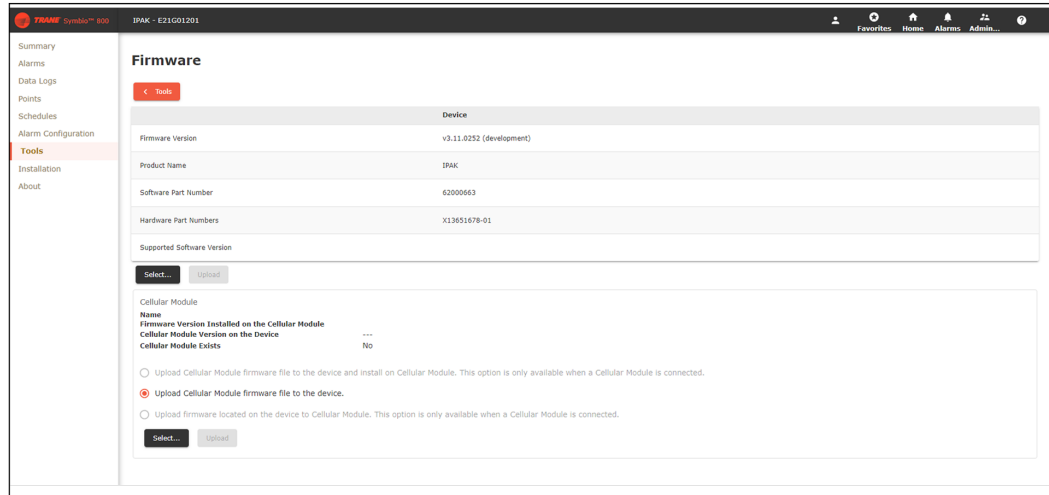 TRANE Symbio™ 800 IPAK - E21G01201 Favorites Home Alarms Admin...
Summary
Alarms
Data Logs
Points
Schedules
Alarm Configuration
Tools
Installation
About
Firmware
Tools
Device
Firmware Version v3.11.0252 (development)
Product Name IPAK
Software Part Number 62000663
Hardware Part Numbers X13651678-01
Supported Software Version
Select... Upload
Cellular Module
Name
Firmware Version Installed on the Cellular Module
Cellular Module Version on the Device ---
Cellular Module Exists No
Upload Cellular Module firmware file to the device and install on Cellular Module. This option is only available when a Cellular Module is connected.
Upload Cellular Module firmware file to the device.
Upload firmware located on the device to Cellular Module. This option is only available when a Cellular Module is connected.
Select... Upload